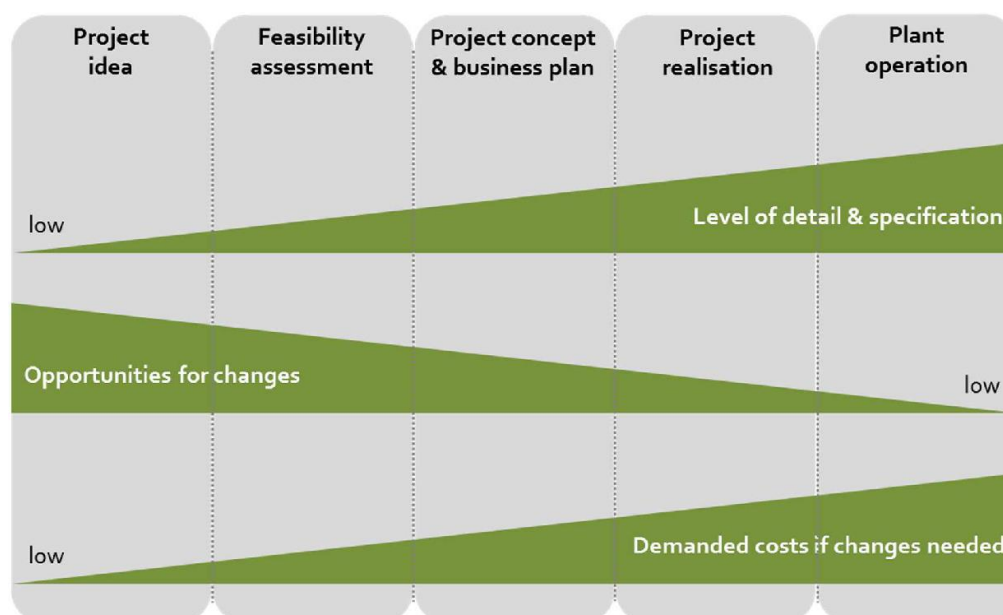 Project
idea
Feasibility
assessment
Project concept
& business plan
Project
realisation
Plant
operation
low
Level of detail & specification
Opportunities for changes
low
low
Demanded costs if changes needed